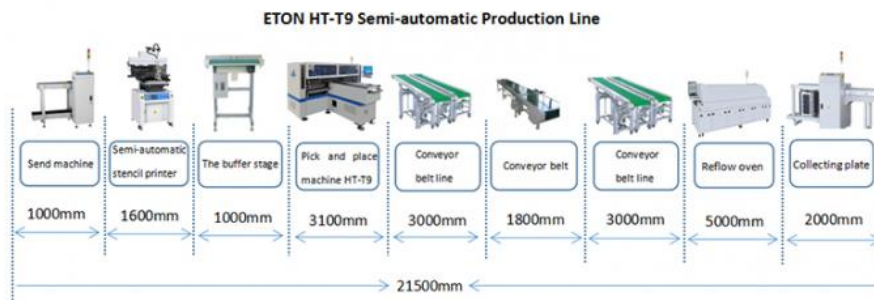 ETON HT-T9 Semi-automatic Production Line
Send machine
Semi-automatic
stencil printer
The buffer stage
Pick and place
machine HT-T9
Conveyor
belt line
Conveyor belt
Conveyor
belt line
Reflow oven
Collecting plate
1000mm
1600mm
1000mm
3100mm
3000mm
1800mm
3000mm
5000mm
2000mm
21500mm